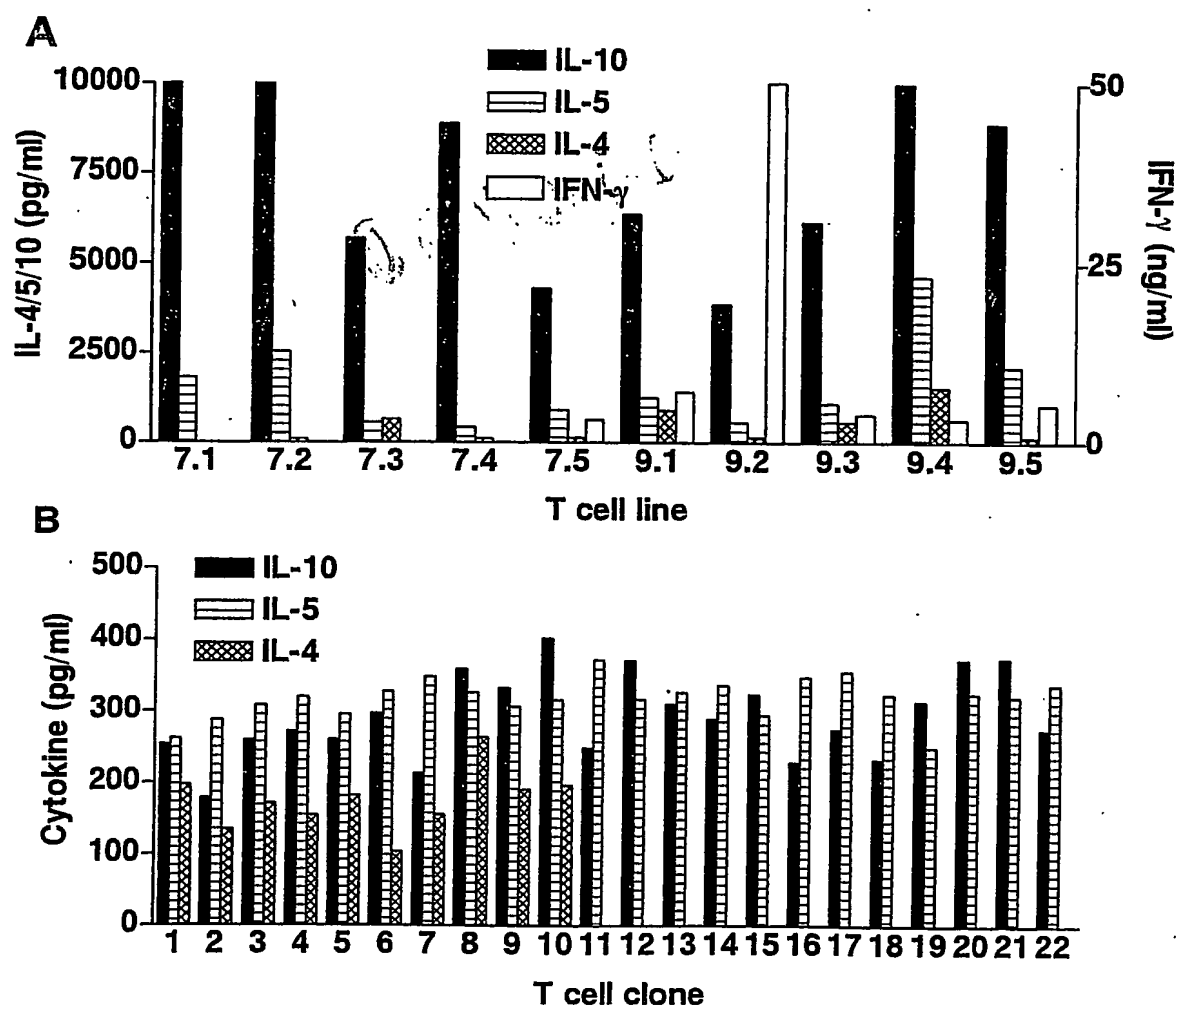 A
IL-10
IL-5
IL-4
IFN-γ
IL-4/5/10 (pg/ml)
10000
7500
5000
2500
0
IFN-γ (ng/ml)
50
25
0
7.1 7.2 7.3 7.4 7.5 9.1 9.2 9.3 9.4 9.5
T cell line
B
IL-10
IL-5
IL-4
Cytokine (pg/ml)
500
400
300
200
100
0
1 2 3 4 5 6 7 8 9 10 11 12 13 14 15 16 17 18 19 20 21 22
T cell clone